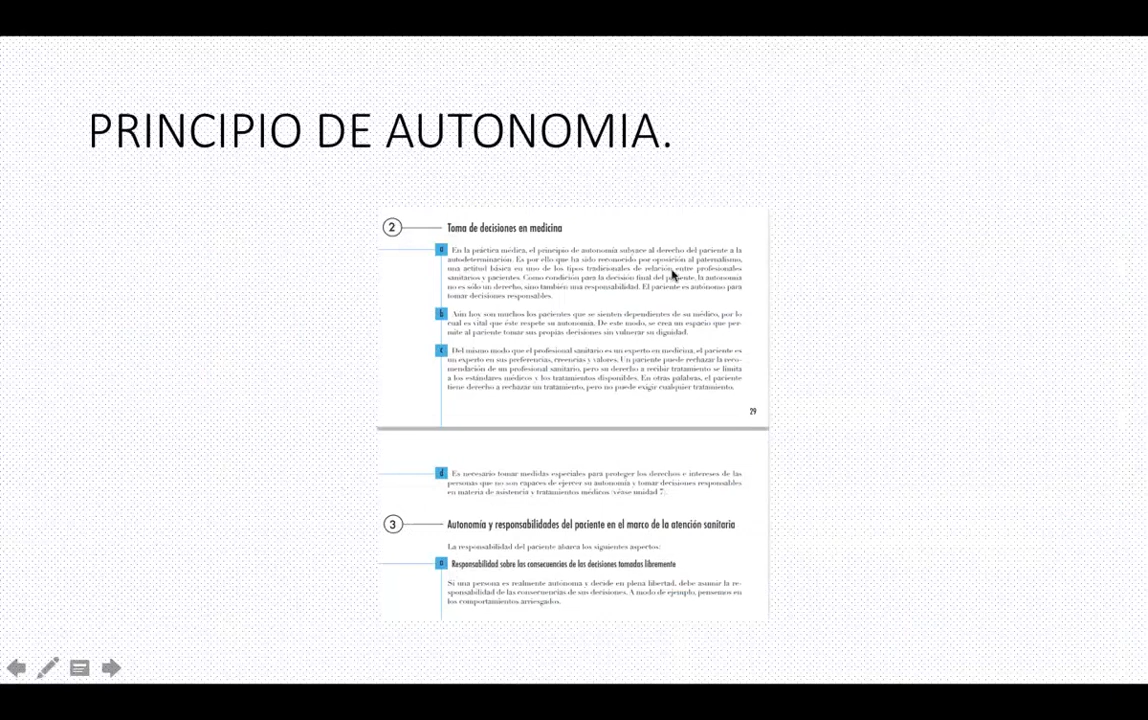 PRINCIPIO DE AUTONOMIA.
2 Toma de decisiones en medicina
a En la práctica médica, el principio de autonomía subyace al derecho del paciente a la
autodeterminación. Es por ello que ha sido reconocido por oposición al paternalismo,
una actitud básica en uno de los tipos tradicionales de relación entre profesionales
sanitarios y pacientes. Como condición para la decisión final del paciente, la autonomía
no es sólo un derecho, sino también una responsabilidad. El paciente es autónomo para
tomar decisiones responsables.
b Aún hoy son muchos los pacientes que se sienten dependientes de su médico, por lo
cual es vital que éste respete su autonomía. De este modo, se crea un espacio que per-
mite al paciente tomar sus propias decisiones sin vulnerar su dignidad.
c Del mismo modo que el profesional sanitario es un experto en medicina, el paciente es
un experto en sus preferencias, creencias y valores. Un paciente puede rechazar la reco-
mendación de un profesional sanitario, pero su derecho a recibir tratamiento se limita
a los estándares médicos y los tratamientos disponibles. En otras palabras, el paciente
tiene derecho a rechazar un tratamiento, pero no puede exigir cualquier tratamiento.
29
d Es necesario tomar medidas especiales para proteger los derechos e intereses de las
personas que no son capaces de ejercer su autonomía y tomar decisiones responsables
en materia de asistencia y tratamientos médicos (véase unidad 7).
3 Autonomía y responsabilidades del paciente en el marco de la atención sanitaria
La responsabilidad del paciente abarca los siguientes aspectos:
a Responsabilidad sobre las consecuencias de las decisiones tomadas libremente
Si una persona es realmente autónoma y decide en plena libertad, debe asumir la re-
sponsabilidad de las consecuencias de sus decisiones. A modo de ejemplo, pensemos en
los comportamientos arriesgados.